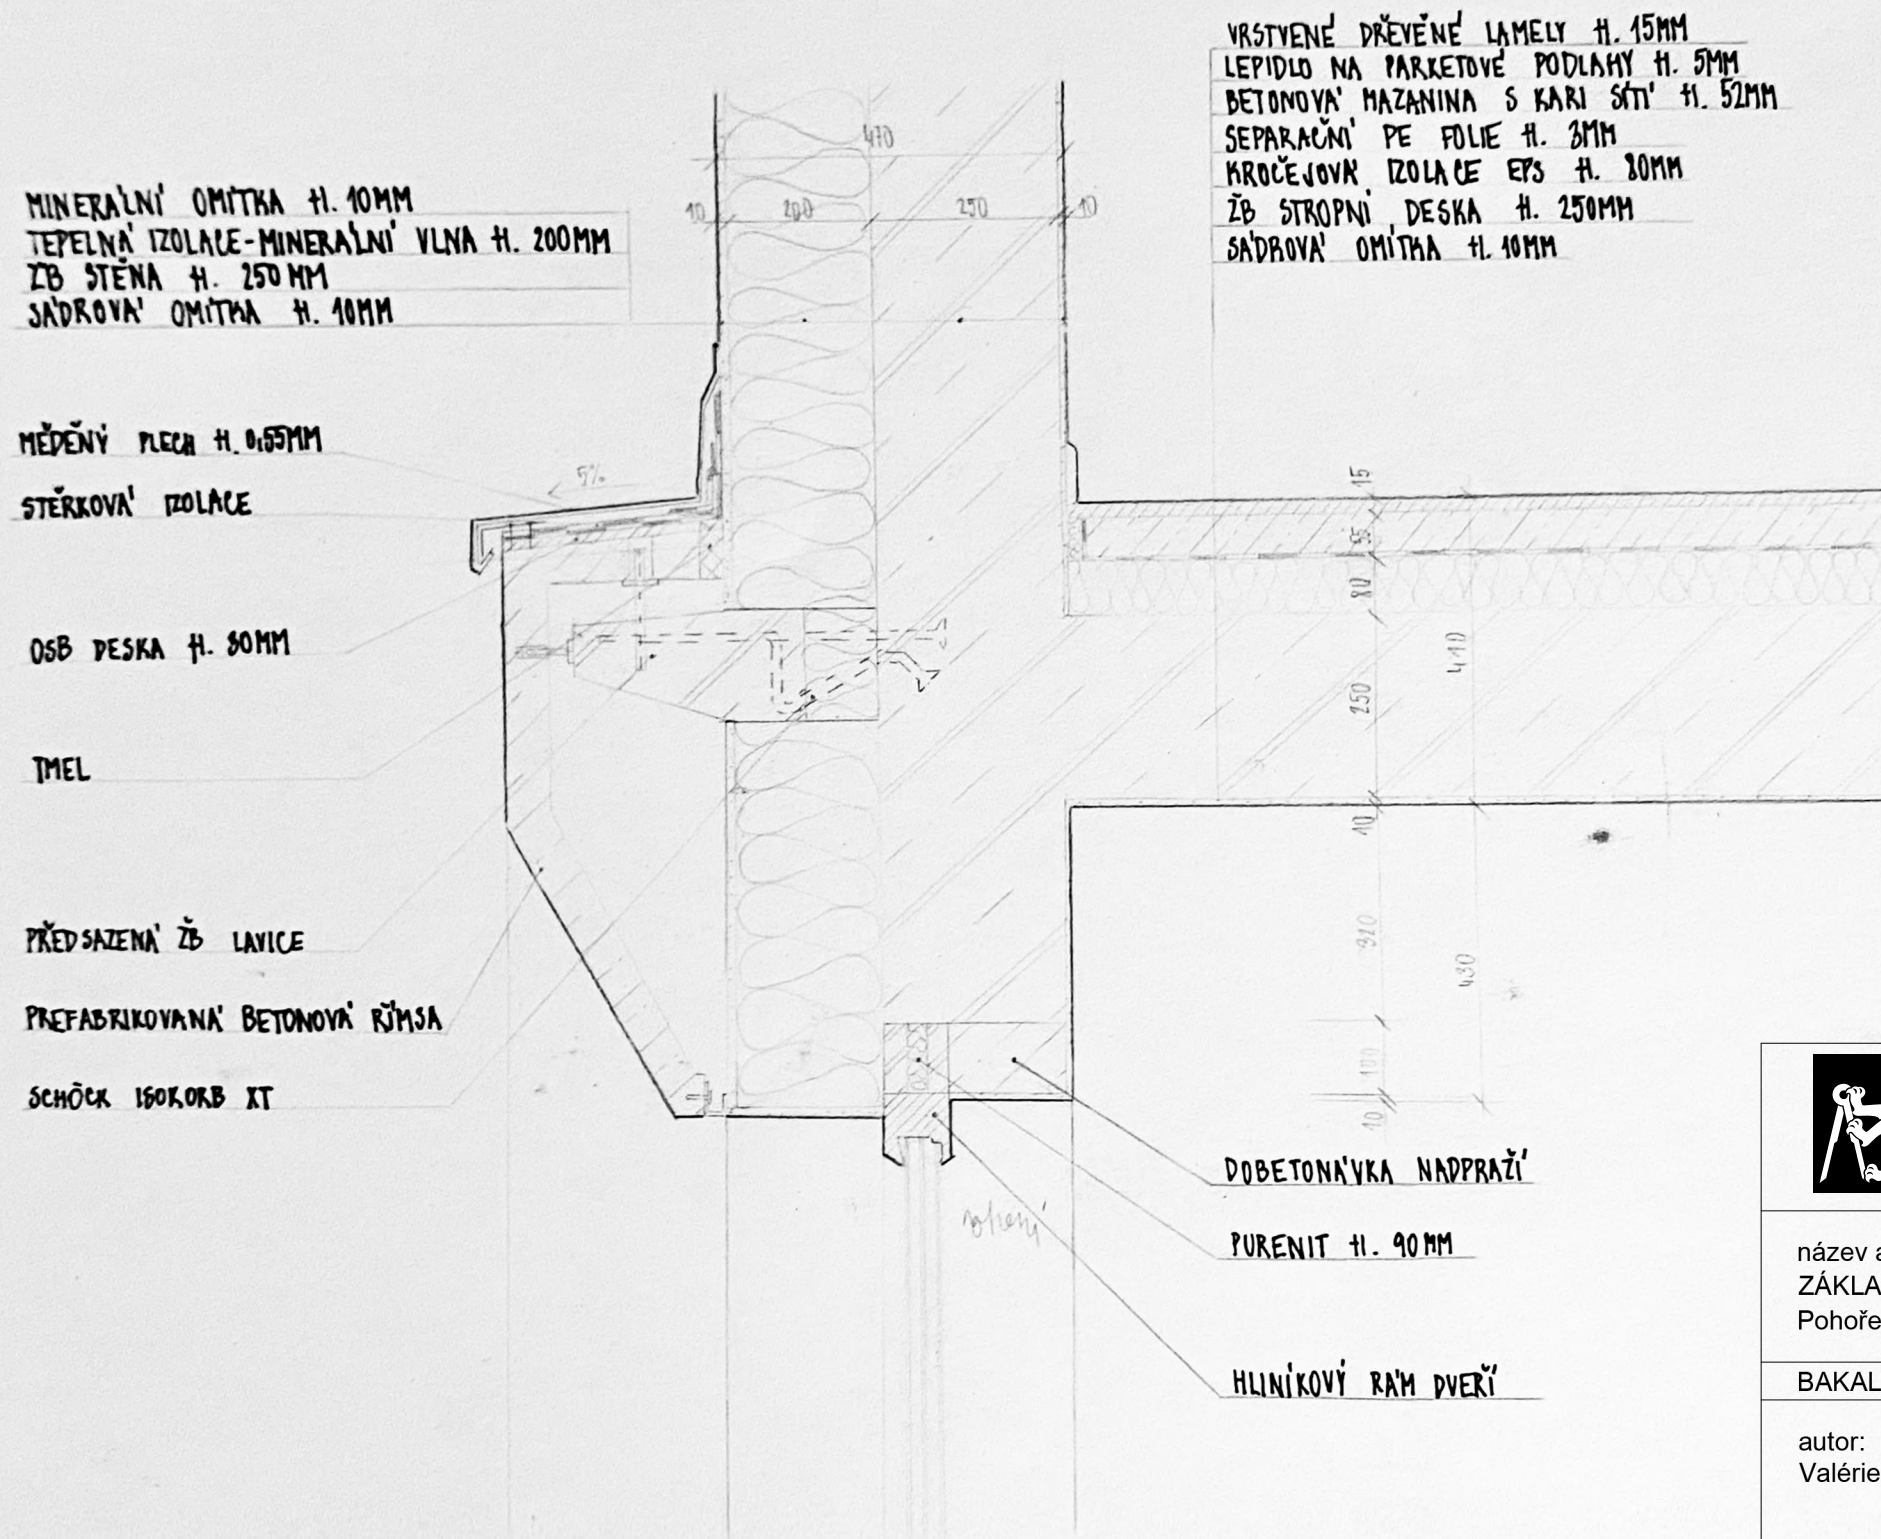 VRSTVENÉ DŘEVĚNÉ LAMELY tl. 15MM
LEPIDLO NA PARKETOVÉ PODLAHY tl. 5MM
BETONOVÁ MAZANINA S KARI SÍTÍ tl. 52MM
SEPARAČNÍ PE FOLIE tl. 3MM
KROČEJOVÁ IZOLACE EPS tl. 80MM
ŽB STROPNÍ DESKA tl. 250MM
SÁDROVÁ OMÍTKA tl. 10MM
MINERÁLNÍ OMÍTKA tl. 10MM
TEPELNÁ IZOLACE-MINERÁLNÍ VLNA tl. 200MM
ŽB STĚNA tl. 250MM
SÁDROVÁ OMÍTKA tl. 10MM
470
10 200 250 10
MĚDĚNÝ PLECH tl. 0,55MM
5%
STĚRKOVÁ IZOLACE
OSB DESKA tl. 30MM
TMEL
PŘEDSAZENÁ ŽB LAVICE
PREFABRIKOVANÁ BETONOVÁ ŘÍMSA
SCHÖCK ISOKORB XT
15
55
80
410
250
10
320
430
100
10
DOBETONÁVKA NADPRAŽÍ
PURENIT tl. 90MM
HLINÍKOVÝ RÁM DVEŘÍ
název a
ZÁKLA
Pohoře
BAKAL
autor:
Valérie